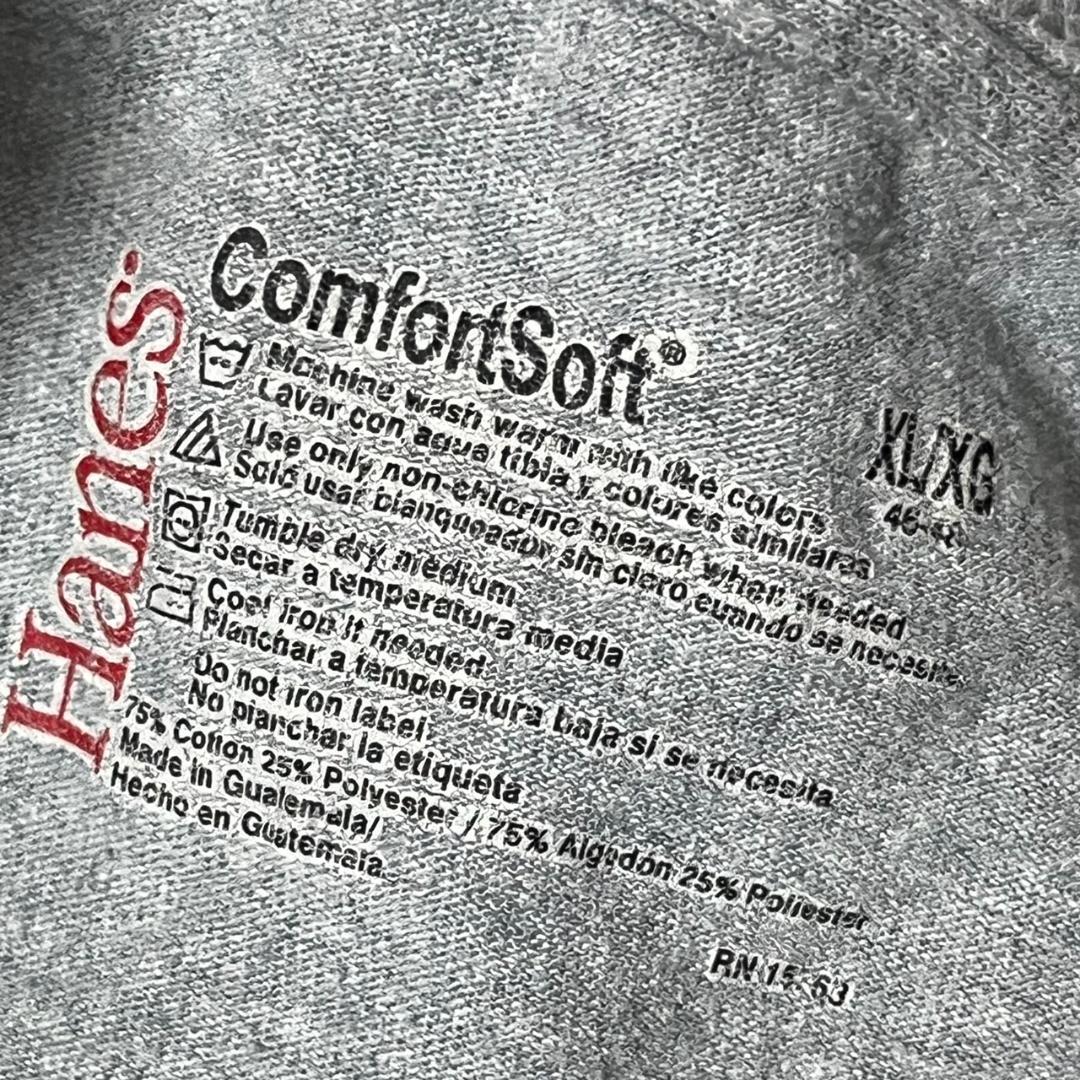 Hanes
ComfortSoft®
XL/XG
Machine wash warm with like colors
Lavar con agua tibia y colores similares
Use only non-chlorine bleach when needed
Solo usar blanqueador sin cloro cuando se necesite
Tumble dry medium
Secar a temperatura media
Cool iron if needed
Planchar a temperatura baja si se necesita
Do not iron label.
No planchar la etiqueta
75% Cotton 25% Polyester / 75% Algodón 25% Poliester
Made in Guatemala/
Hecho en Guatemala
RN